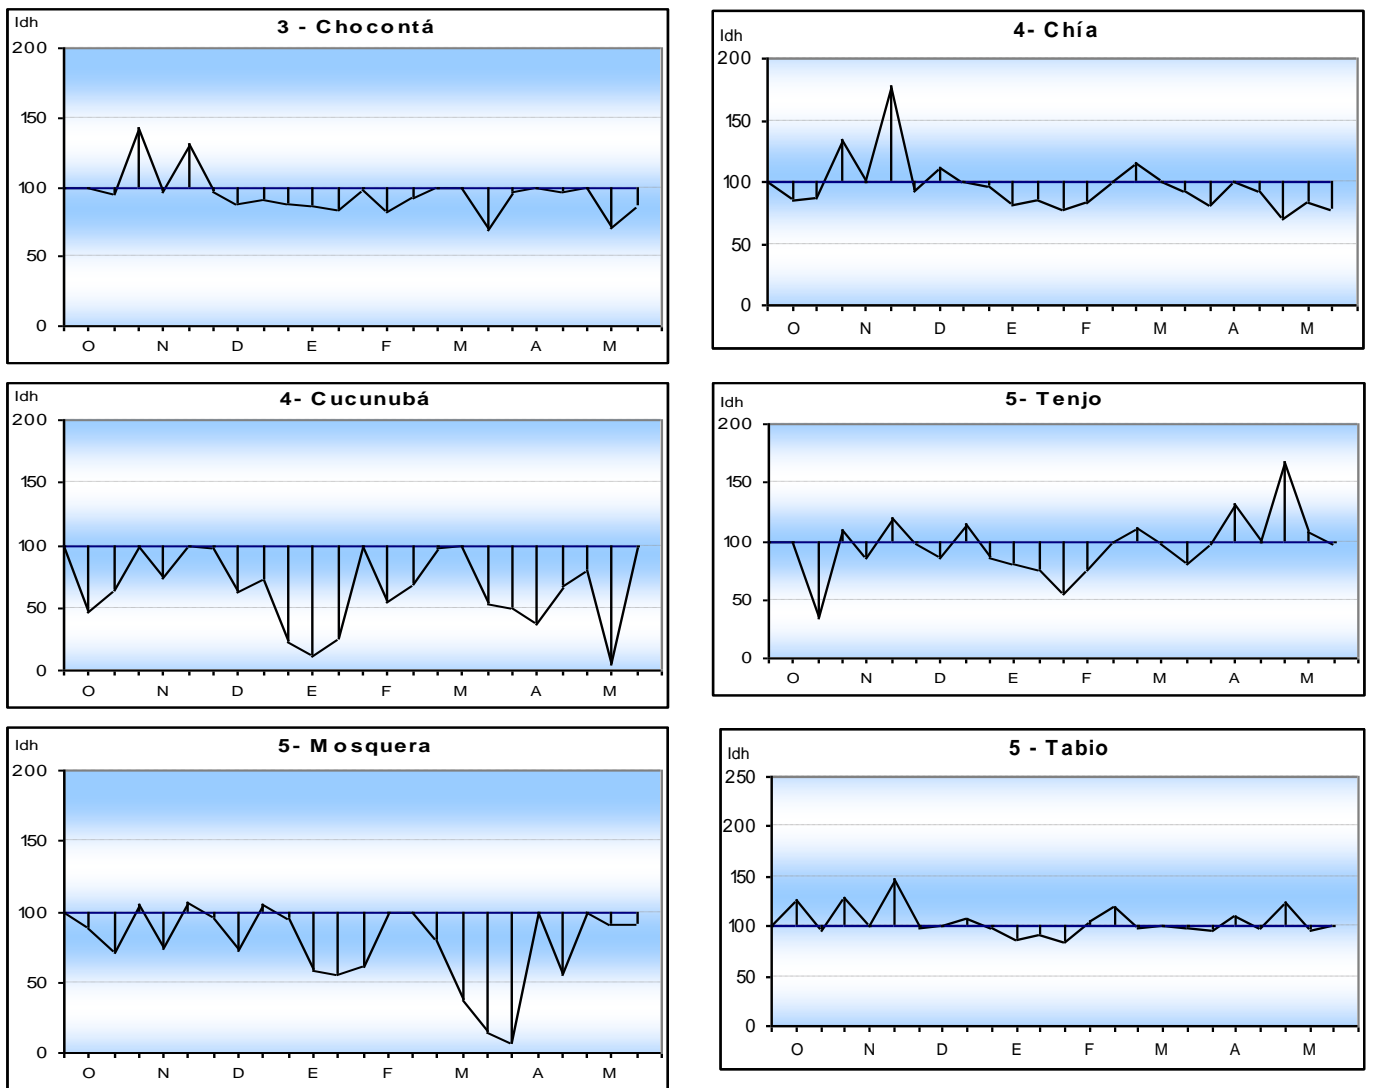 Idh
3 - Chocontá
200
150
100
50
0
O N D E F M A M
Idh
4- Chía
200
150
100
50
0
O N D E F M A M
Idh
4- Cucunubá
200
150
100
50
0
O N D E F M A M
Idh
5- Tenjo
200
150
100
50
0
O N D E F M A M
Idh
5- Mosquera
200
150
100
50
0
O N D E F M A M
Idh
5 - Tabio
250
200
150
100
50
0
O N D E F M A M